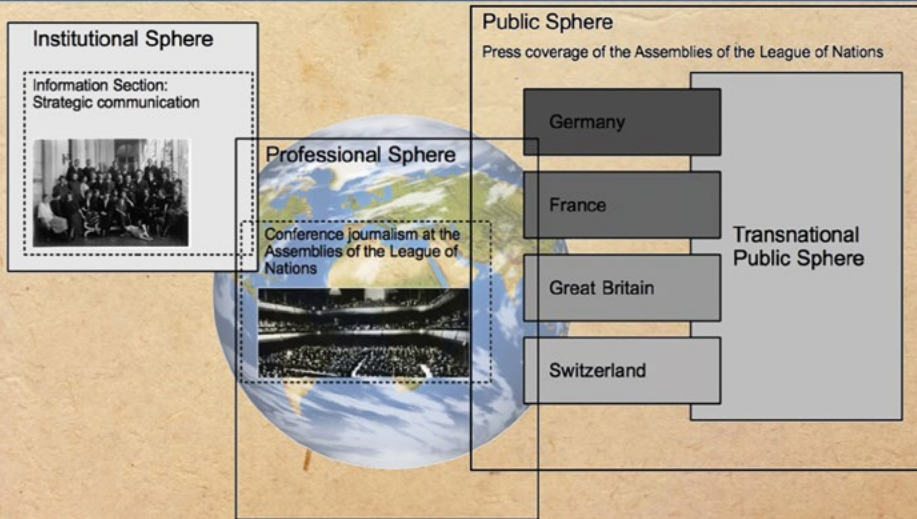 Institutional Sphere
Information Section:
Strategic communication
Professional Sphere
Conference journalism at the
Assemblies of the League of
Nations
Public Sphere
Press coverage of the Assemblies of the League of Nations
Germany
France
Great Britain
Switzerland
Transnational
Public Sphere